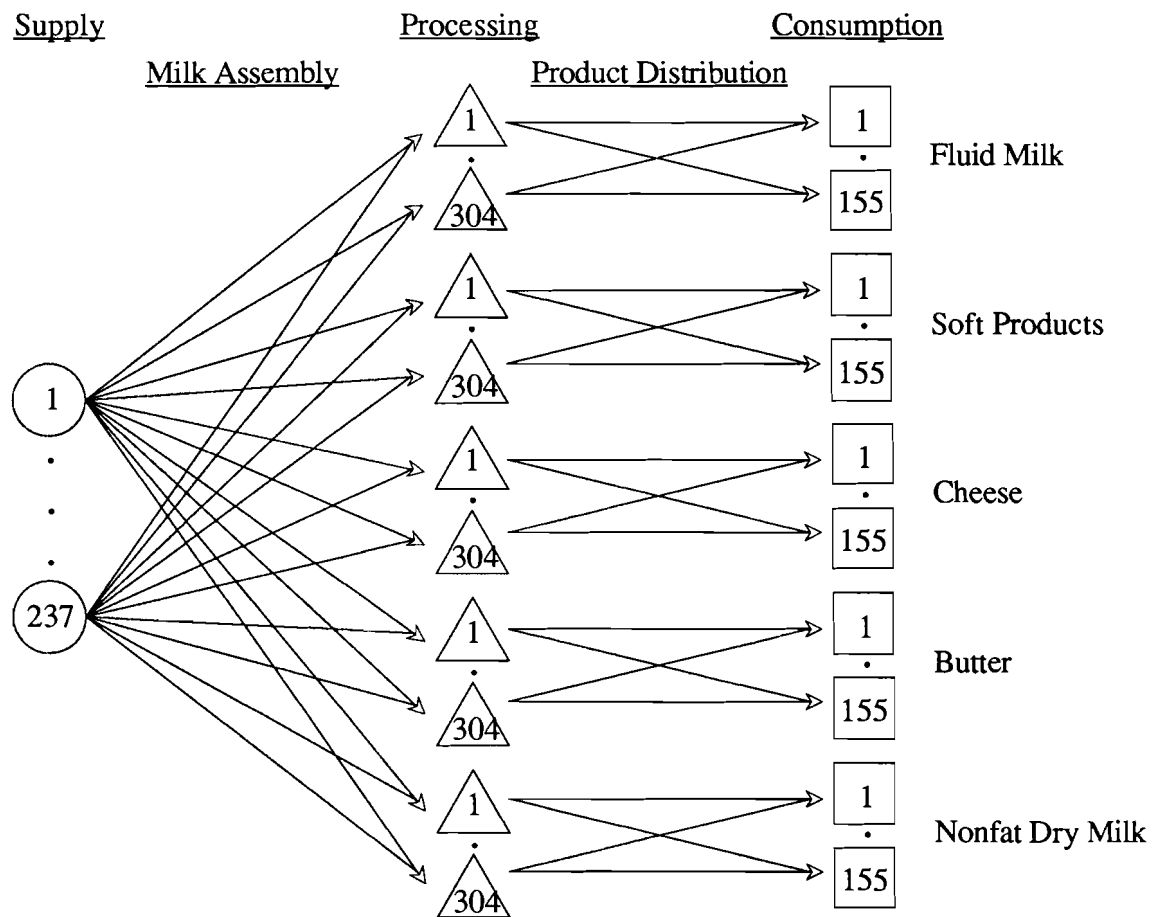 Supply Processing Consumption
Milk Assembly Product Distribution
1 1
Fluid Milk
304 155
1 1
Soft Products
304 155
1
1 1
Cheese
304 155
237
1 1
Butter
304 155
1 1
Nonfat Dry Milk
304 155